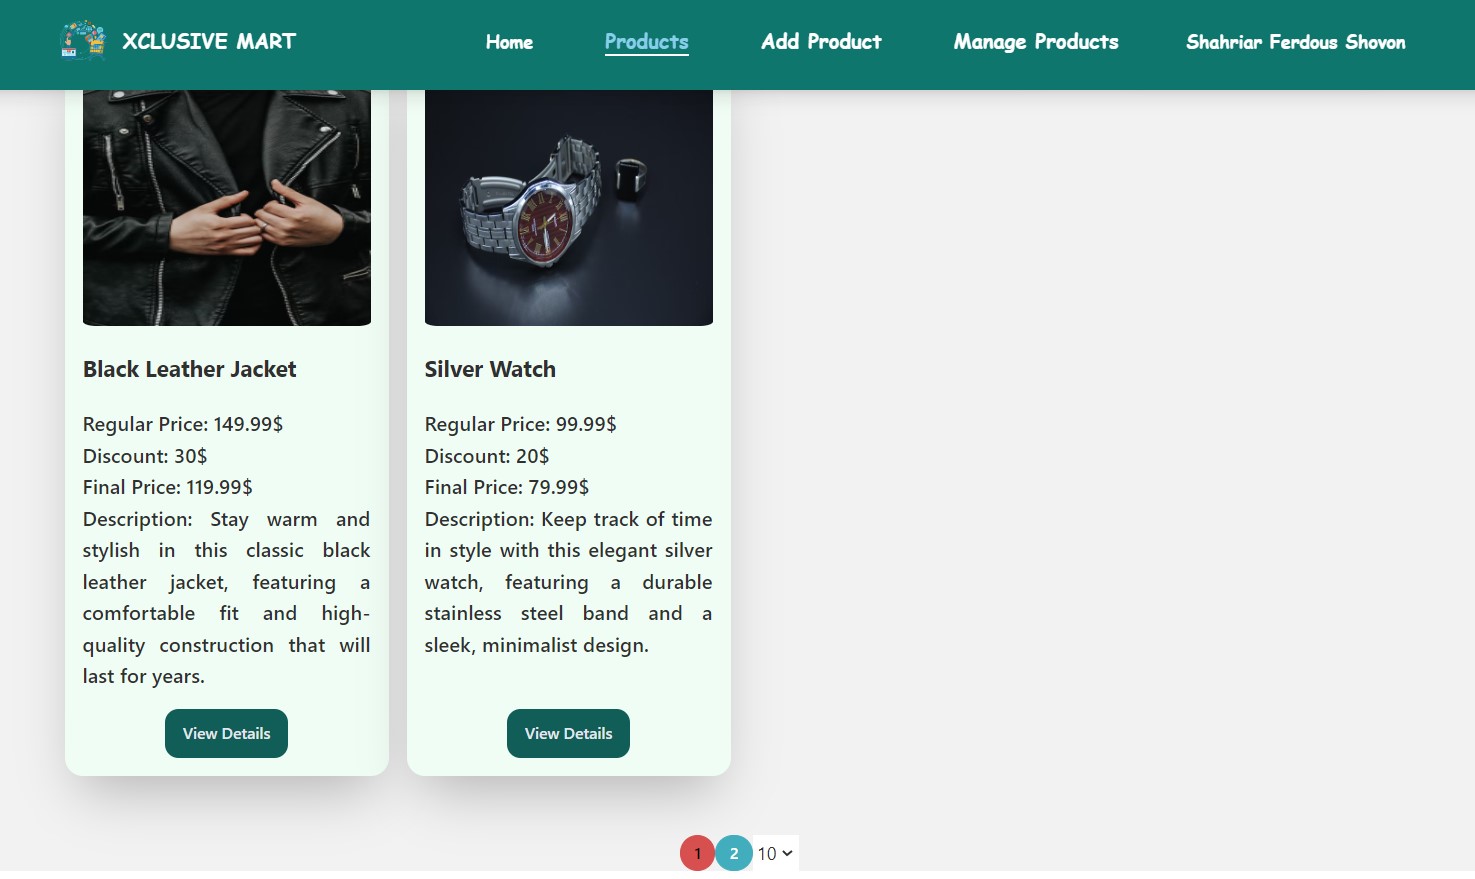 XCLUSIVE MART
Home
Products
Add Product
Manage Products
Shahriar Ferdous Shovon
Black Leather Jacket
Regular Price: 149.99$
Discount: 30$
Final Price: 119.99$
Description: Stay warm and
stylish in this classic black
leather jacket, featuring a
comfortable fit and high-
quality construction that will
last for years.
View Details
Silver Watch
Regular Price: 99.99$
Discount: 20$
Final Price: 79.99$
Description: Keep track of time
in style with this elegant silver
watch, featuring a durable
stainless steel band and a
sleek, minimalist design.
View Details
1
2
10